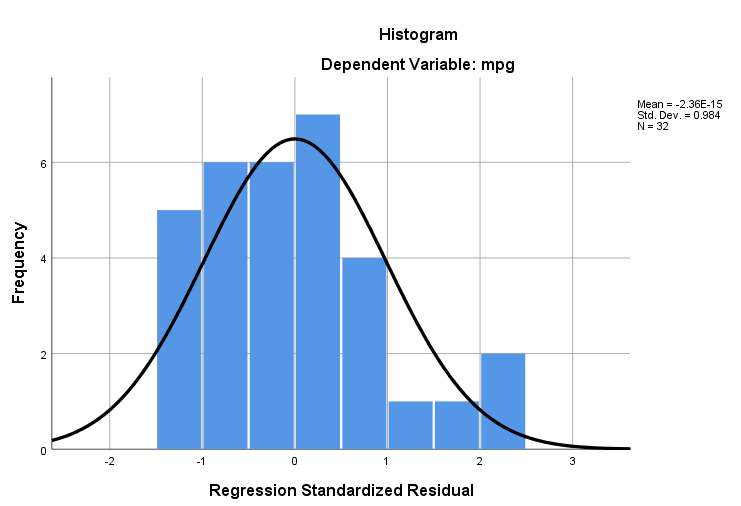 Histogram
Dependent Variable: mpg
Mean = -2.36E-15
Std. Dev. = 0.984
N = 32
6
4
2
0
Frequency
-2 -1 0 1 2 3
Regression Standardized Residual